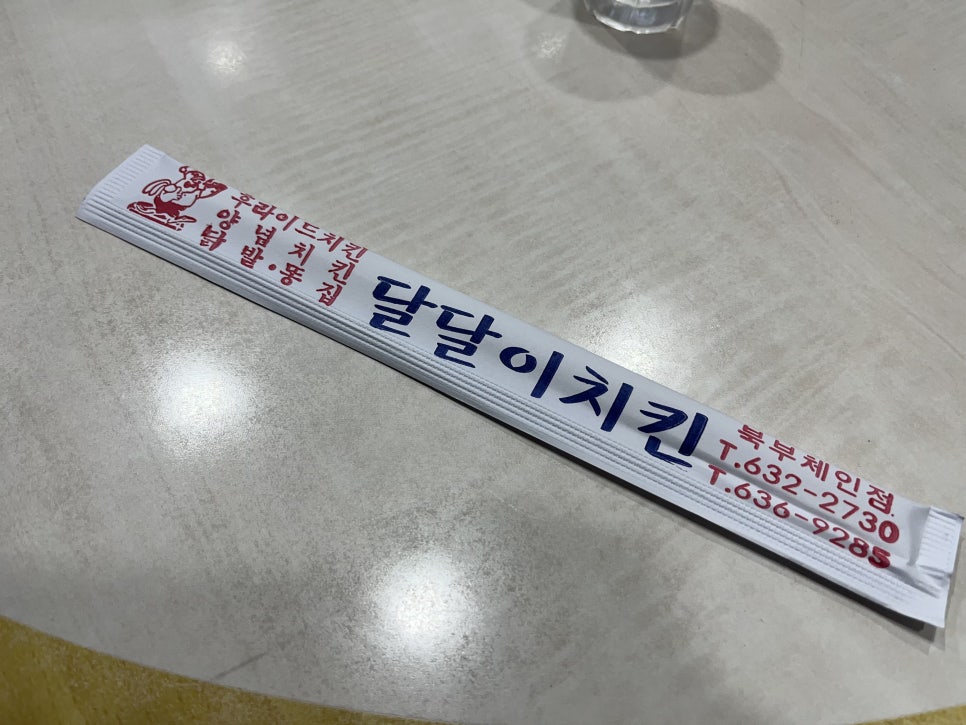 후라이드치킨
양념치킨
닭발·똥집
달달이치킨
북부체인점.
T.632-2730
T.636-9285